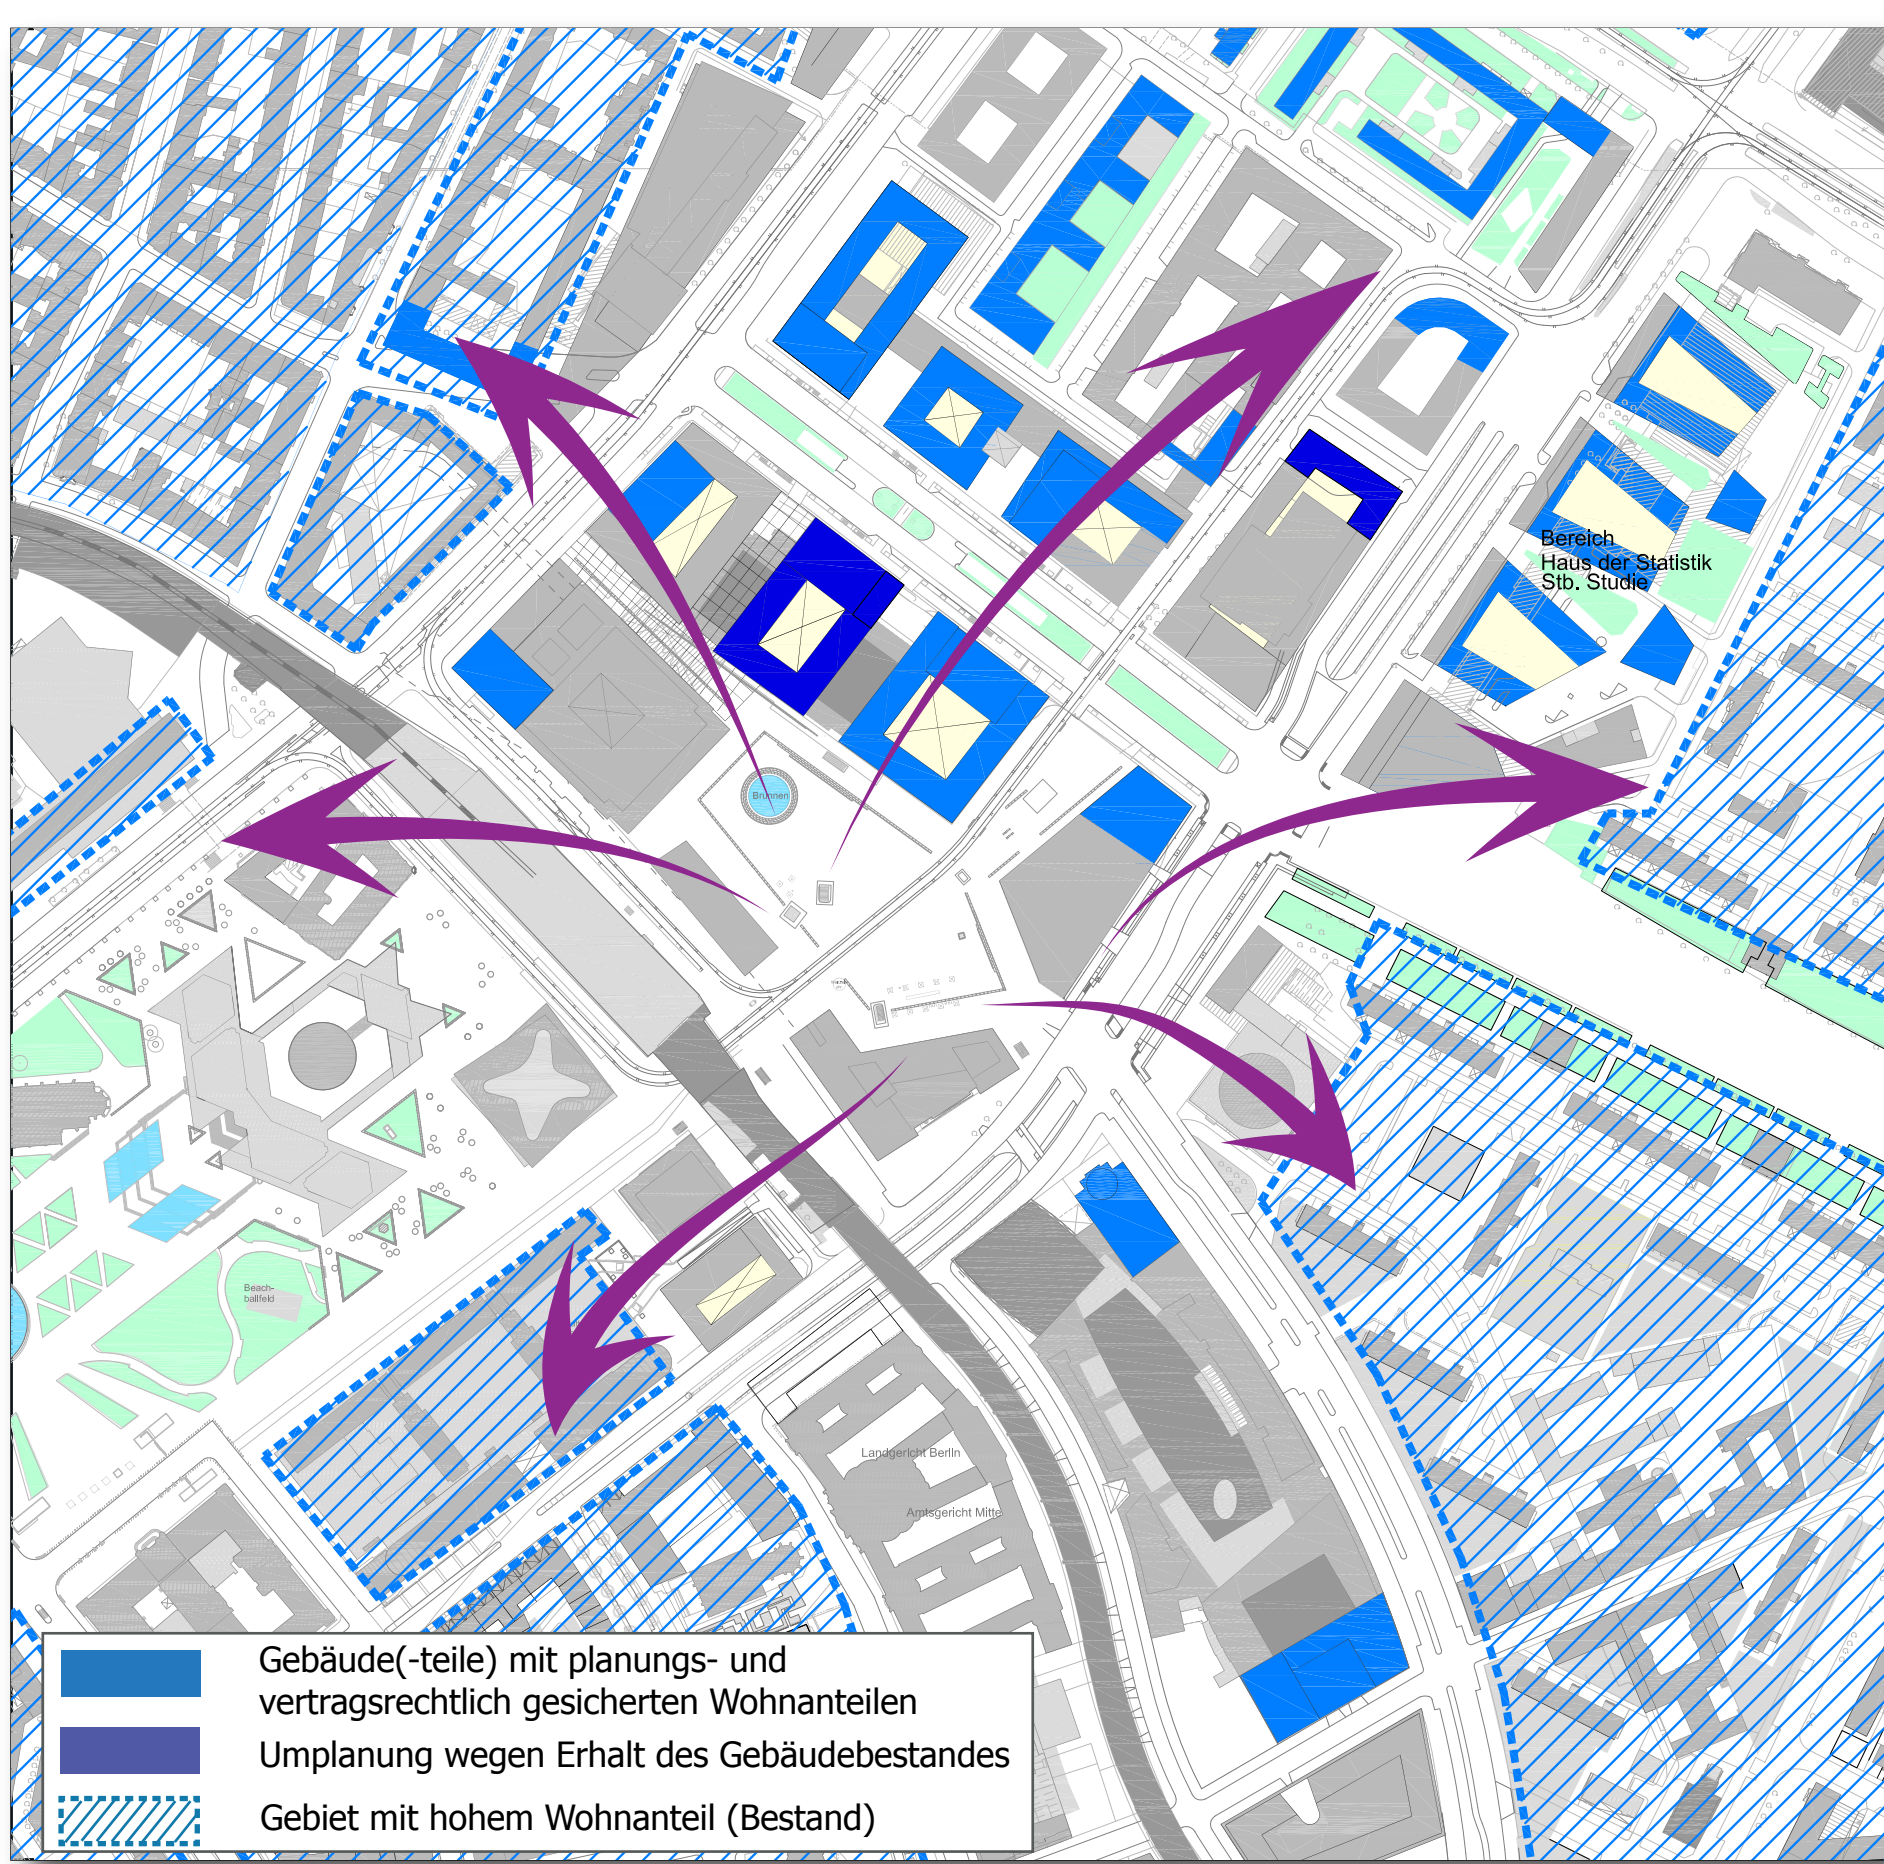 Bereich
Haus der Statistik
Stb. Studie
Brunnen
Beach-
ballfeld
Landgericht Berlin
Amtsgericht Mitte
Gebäude(-teile) mit planungs- und
vertragsrechtlich gesicherten Wohnanteilen
Umplanung wegen Erhalt des Gebäudebestandes
Gebiet mit hohem Wohnanteil (Bestand)